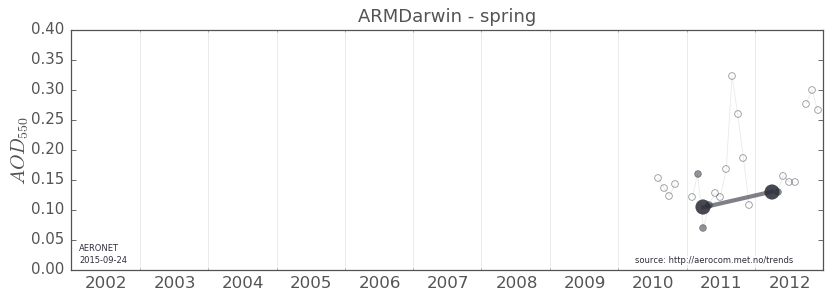 ARMDarwin - spring
0.40
0.35
0.30
0.25
0.20
0.15
0.10
0.05
0.00
AOD550
AERONET
2015-09-24
source: http://aerocom.met.no/trends
2002 2003 2004 2005 2006 2007 2008 2009 2010 2011 2012